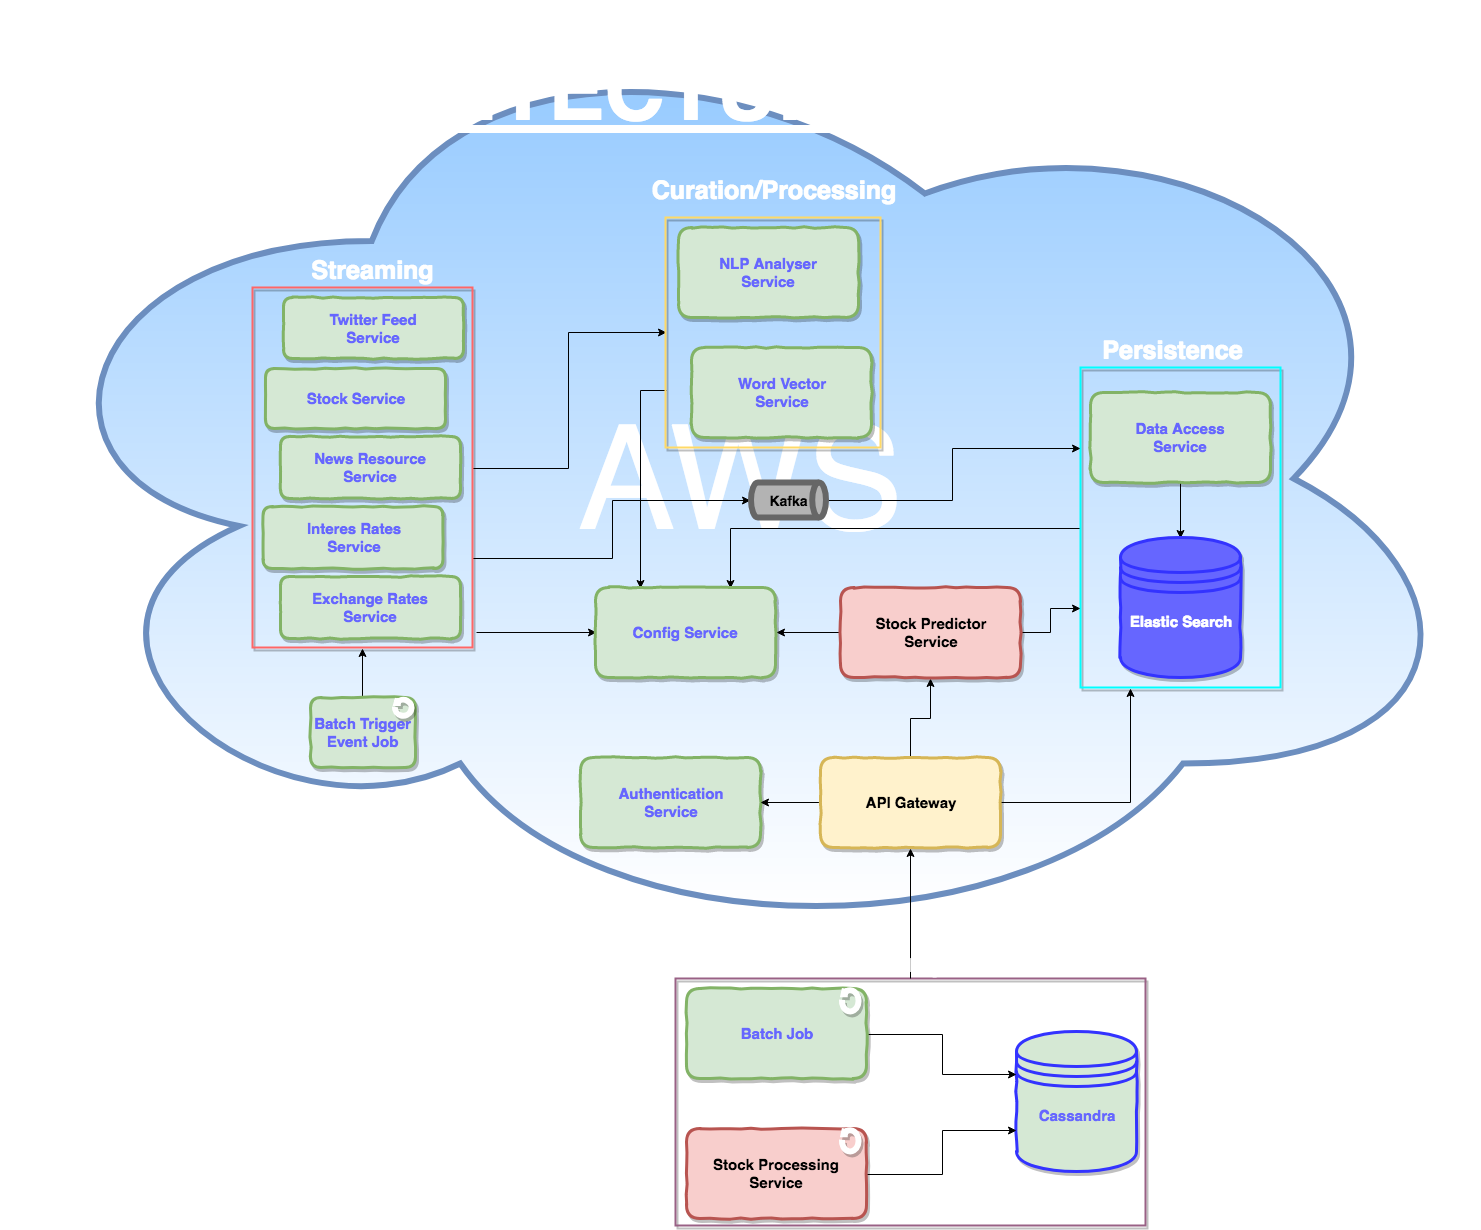 Curation/Processing
NLP Analyser
Service
Word Vector
Service
Streaming
Twitter Feed
Service
Stock Service
News Resource
Service
Interes Rates
Service
Exchange Rates
Service
Batch Trigger
Event Job
AWS
Kafka
Persistence
Data Access
Service
Elastic Search
Config Service
Stock Predictor
Service
Authentication
Service
API Gateway
Batch Job
Stock Processing
Service
Cassandra